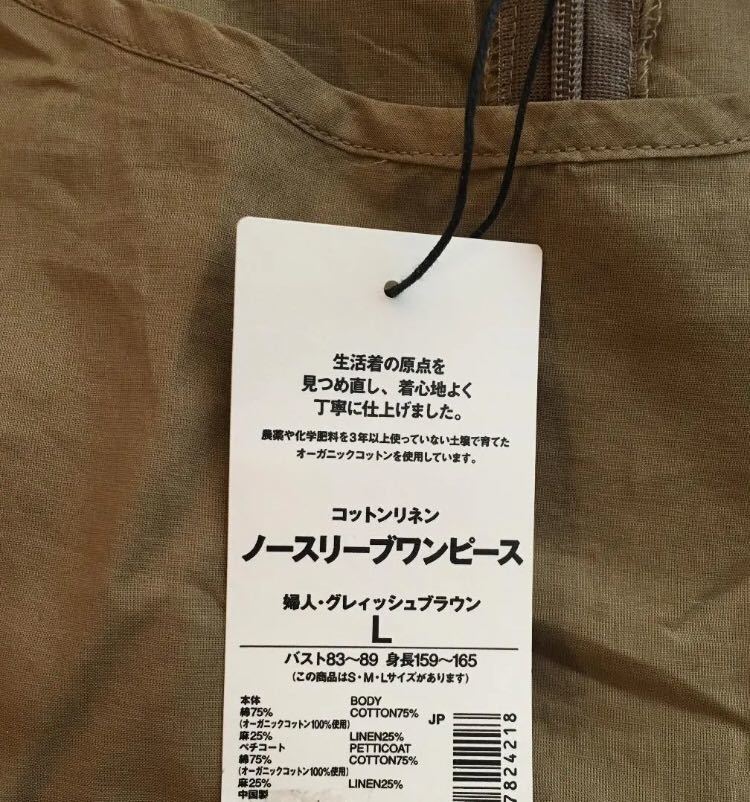 生活着の原点を
見つめ直し、着心地よく
丁寧に仕上げました。
農薬や化学肥料を3年以上使っていない土壌で育てた
オーガニックコットンを使用しています。
コットンリネン
ノースリーブワンピース
婦人・グレイッシュブラウン
L
バスト83〜89 身長159〜165
(この商品はS・M・Lサイズがあります)
本体 BODY
綿75% COTTON75%
(オーガニックコットン100%使用)
麻25% LINEN25%
ペチコート PETTICOAT
綿75% COTTON75%
(オーガニックコットン100%使用)
麻25% LINEN25%
中国製
JP
7824218